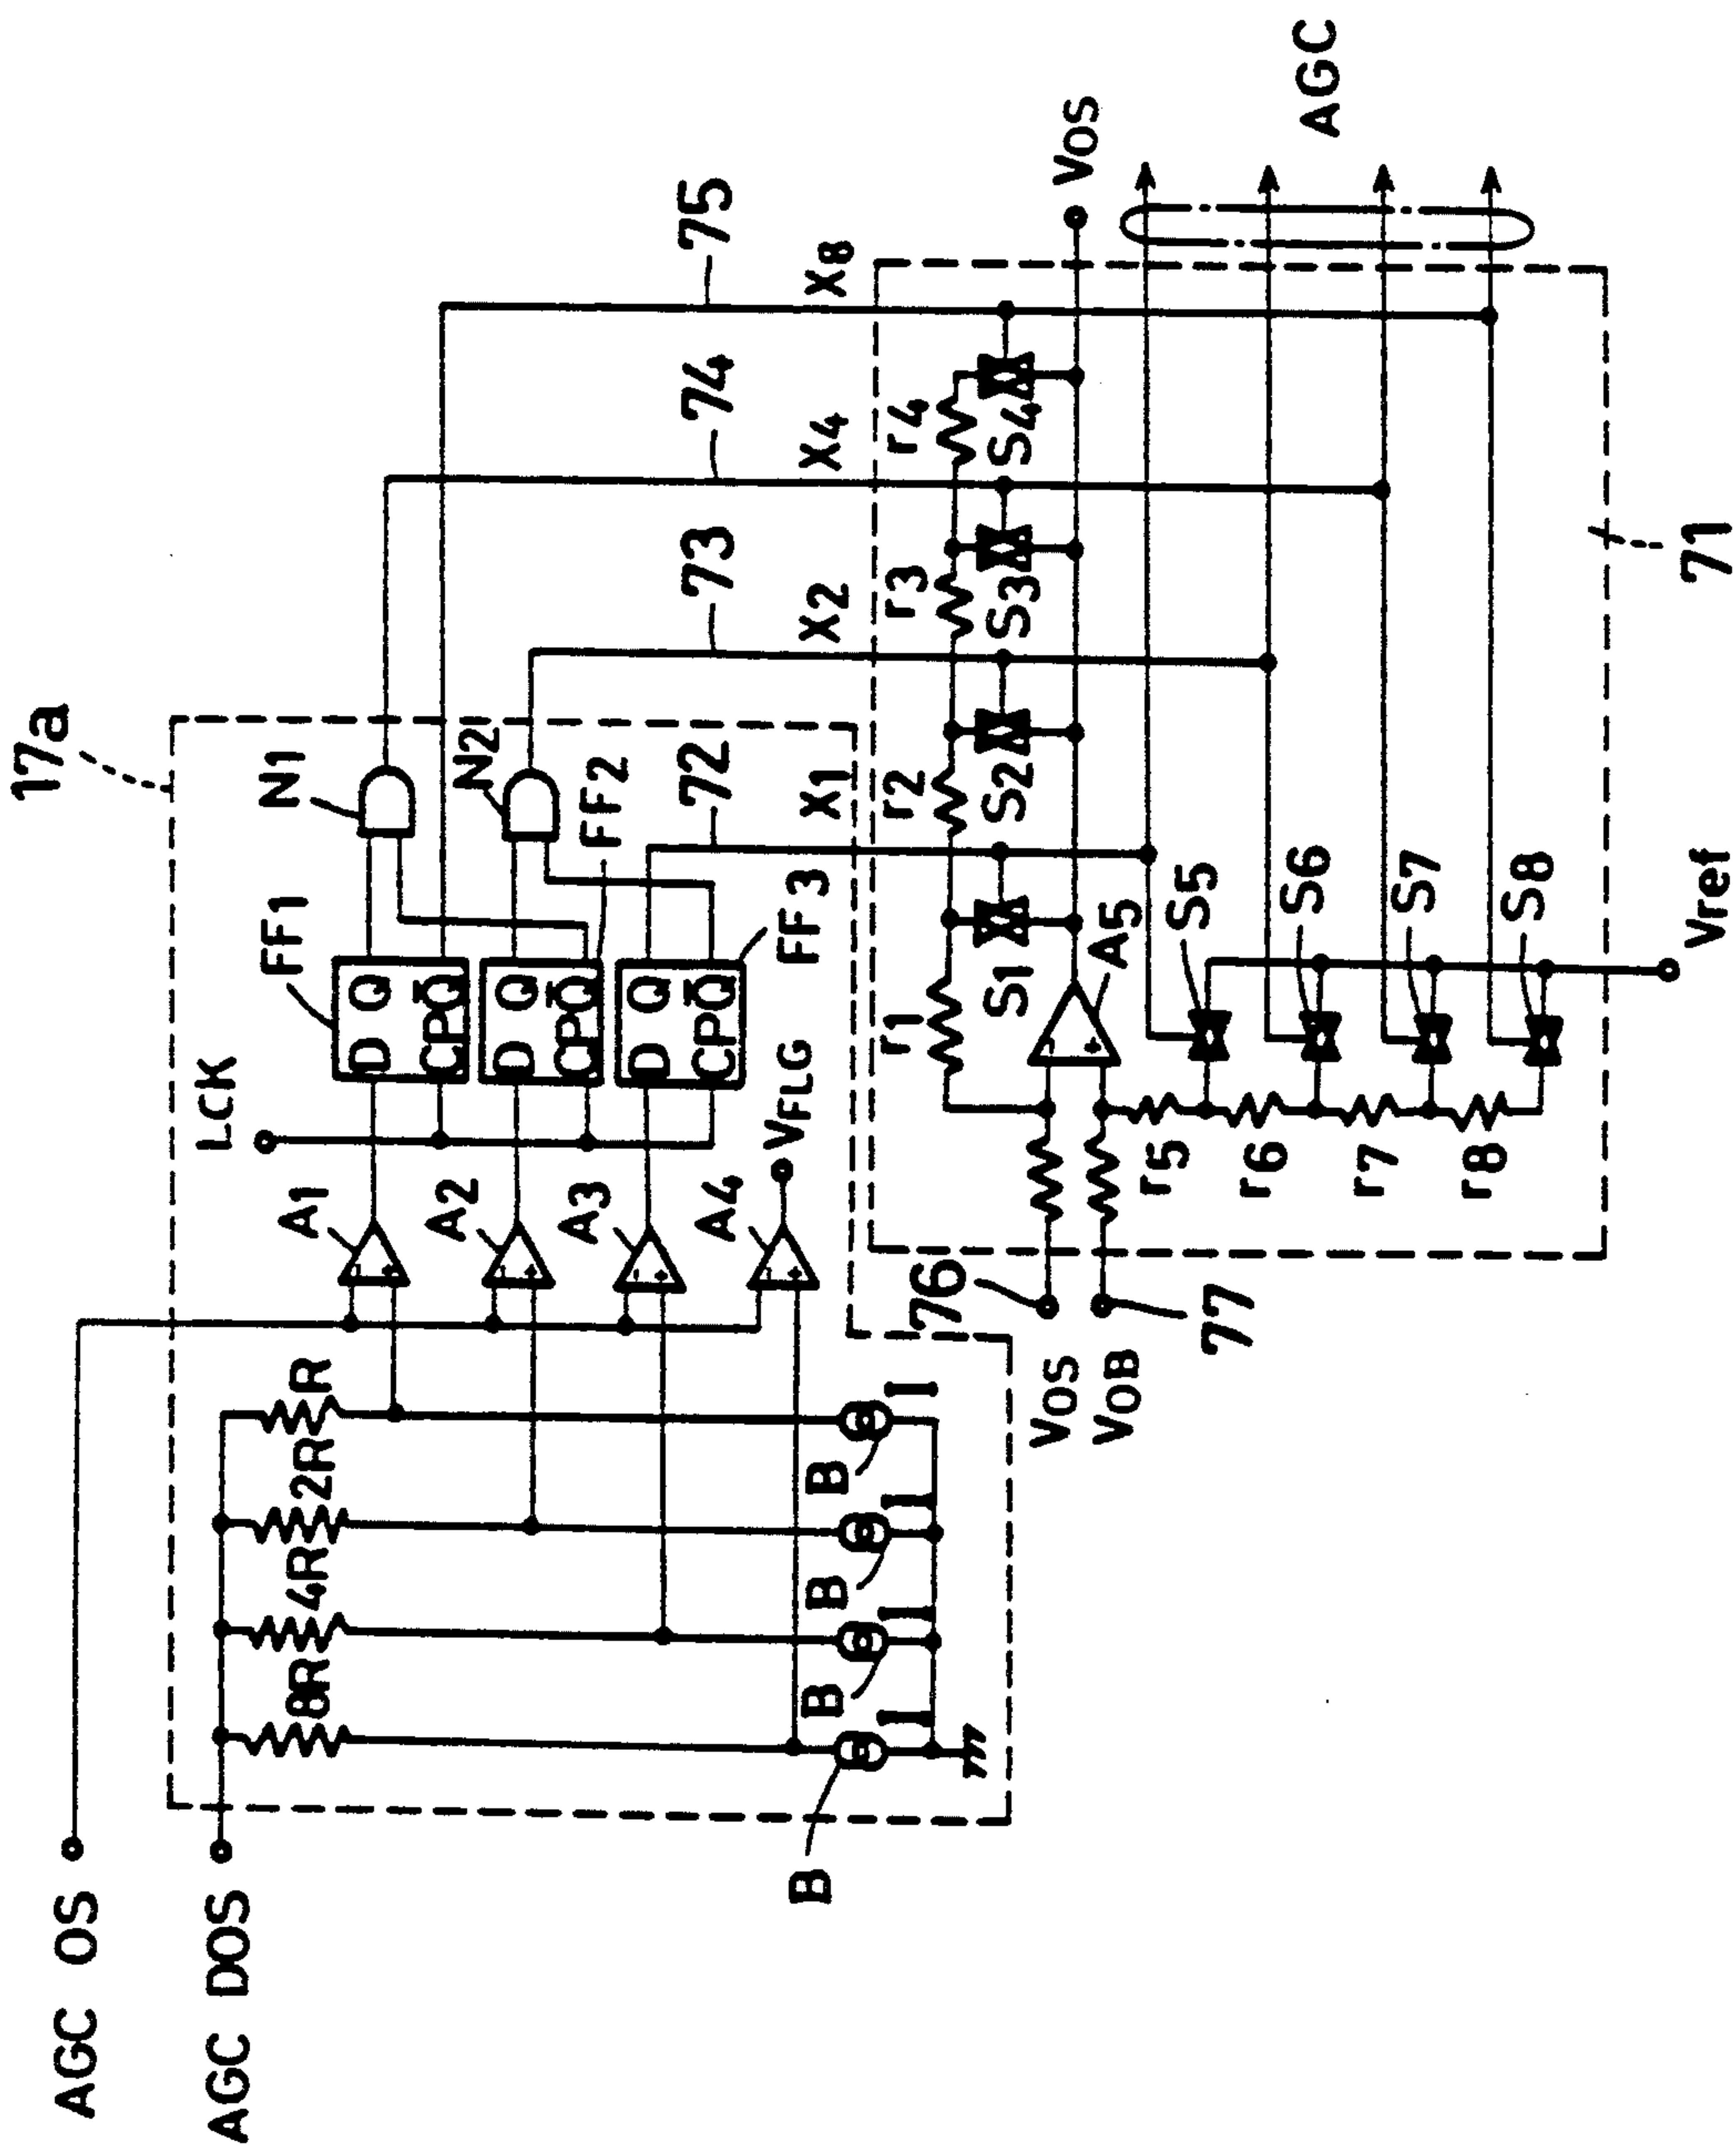 17a
AGC OS
AGC DOS
8R
4R
2R
R
B
B
B
B
I
I
I
I
A1
A2
A3
A4
- +
- +
- +
+
LCK
VFLG
FF1
D Q
CP Q̅
D Q
CP Q̅
FF2
D Q
CP Q̅
FF3
N1
N2
72
73
74
75
X1
X2
X4
X8
76
77
VOS
VOB
r1
r2
r3
r4
S1
S2
S3
S4
A5
- +
VOS
r5
r6
r7
r8
S5
S6
S7
S8
Vref
AGC
71